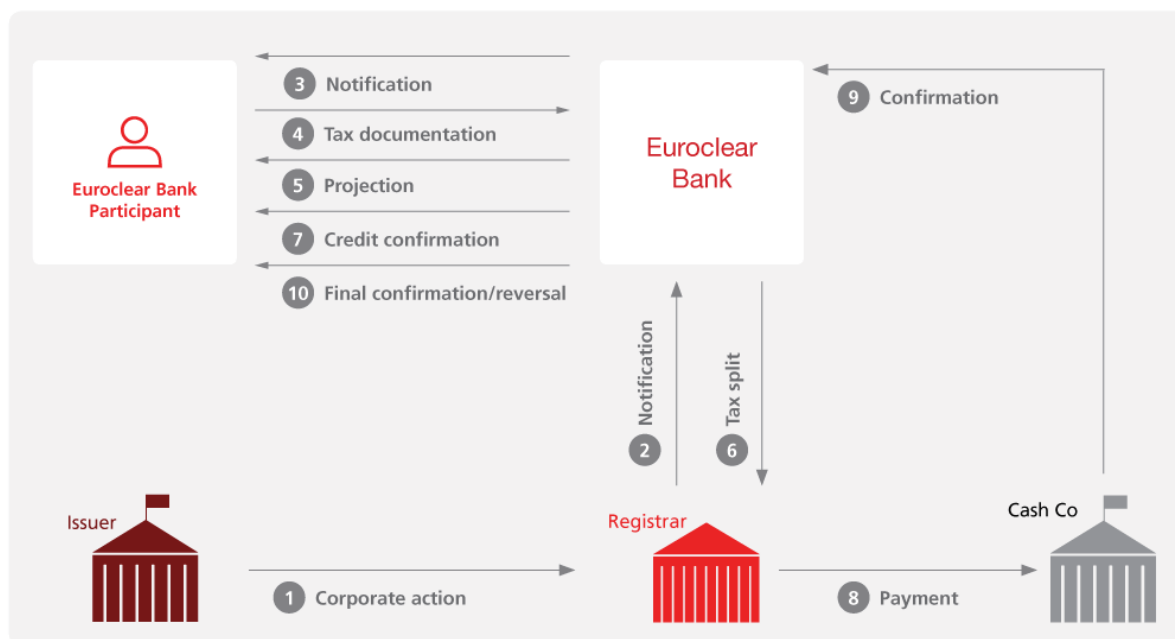 3 Notification
9 Confirmation
4 Tax documentation
Euroclear
Bank
Euroclear Bank
Participant
5 Projection
7 Credit confirmation
10 Final confirmation/reversal
2 Notification
6 Tax split
Issuer
Registrar
Cash Co
1 Corporate action
8 Payment